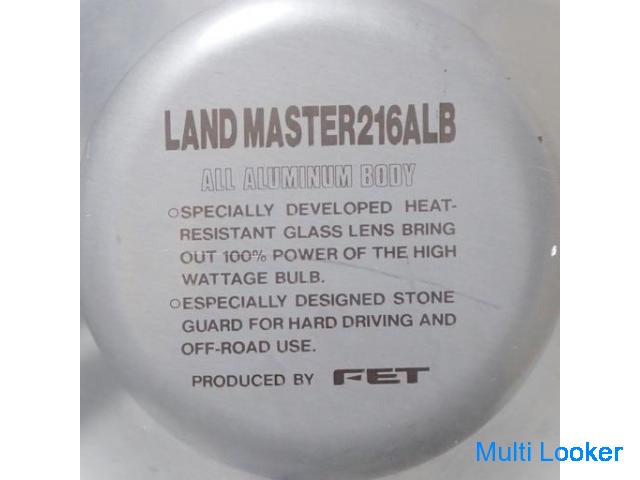 LAND MASTER216ALB
ALL ALUMINUM BODY
○SPECIALLY DEVELOPED HEAT-
RESISTANT GLASS LENS BRING
OUT 100% POWER OF THE HIGH
WATTAGE BULB.
○ESPECIALLY DESIGNED STONE
GUARD FOR HARD DRIVING AND
OFF-ROAD USE.
PRODUCED BY FET
Multi Looker